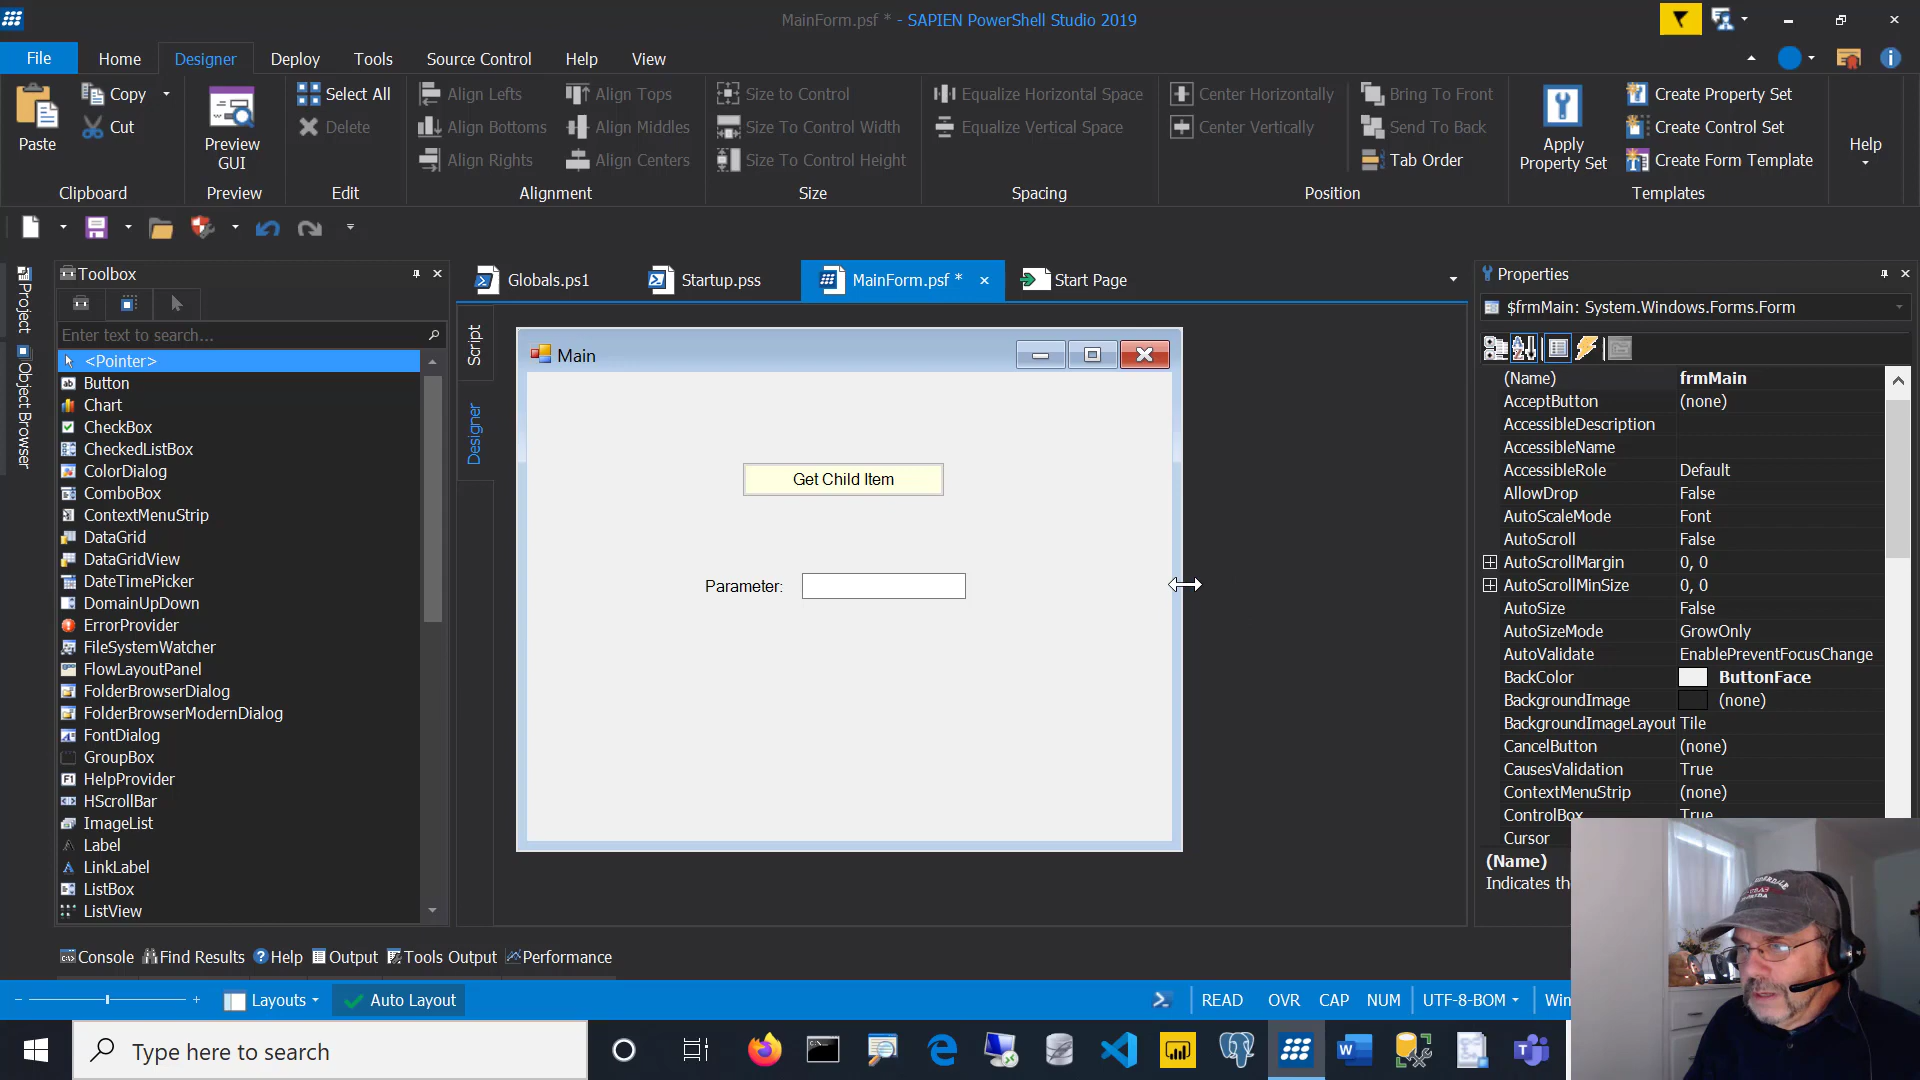 MainForm.psf * - SAPIEN PowerShell Studio 2019
File Home Designer Deploy Tools Source Control Help View
Paste
Copy
Cut
Clipboard
Preview GUI
Preview
Select All
Delete
Edit
Align Lefts
Align Bottoms
Align Rights
Align Tops
Align Middles
Align Centers
Alignment
Size to Control
Size To Control Width
Size To Control Height
Size
Equalize Horizontal Space
Equalize Vertical Space
Spacing
Center Horizontally
Center Vertically
Bring To Front
Send To Back
Tab Order
Position
Apply Property Set
Create Property Set
Create Control Set
Create Form Template
Templates
Help
Project
Object Browser
Toolbox
Enter text to search...
<Pointer>
Button
Chart
CheckBox
CheckedListBox
ColorDialog
ComboBox
ContextMenuStrip
DataGrid
DataGridView
DateTimePicker
DomainUpDown
ErrorProvider
FileSystemWatcher
FlowLayoutPanel
FolderBrowserDialog
FolderBrowserModernDialog
FontDialog
GroupBox
HelpProvider
HScrollBar
ImageList
Label
LinkLabel
ListBox
ListView
Globals.ps1 Startup.pss MainForm.psf * Start Page
Script
Designer
Main
Get Child Item
Parameter:
Properties
$frmMain: System.Windows.Forms.Form
(Name) frmMain
AcceptButton (none)
AccessibleDescription
AccessibleName
AccessibleRole Default
AllowDrop False
AutoScaleMode Font
AutoScroll False
AutoScrollMargin 0, 0
AutoScrollMinSize 0, 0
AutoSize False
AutoSizeMode GrowOnly
AutoValidate EnablePreventFocusChange
BackColor ButtonFace
BackgroundImage (none)
BackgroundImageLayout Tile
CancelButton (none)
CausesValidation True
ContextMenuStrip (none)
ControlBox True
Cursor
(Name)
Indicates th
Console Find Results Help Output Tools Output Performance
Layouts Auto Layout READ OVR CAP NUM UTF-8-BOM Win
Type here to search